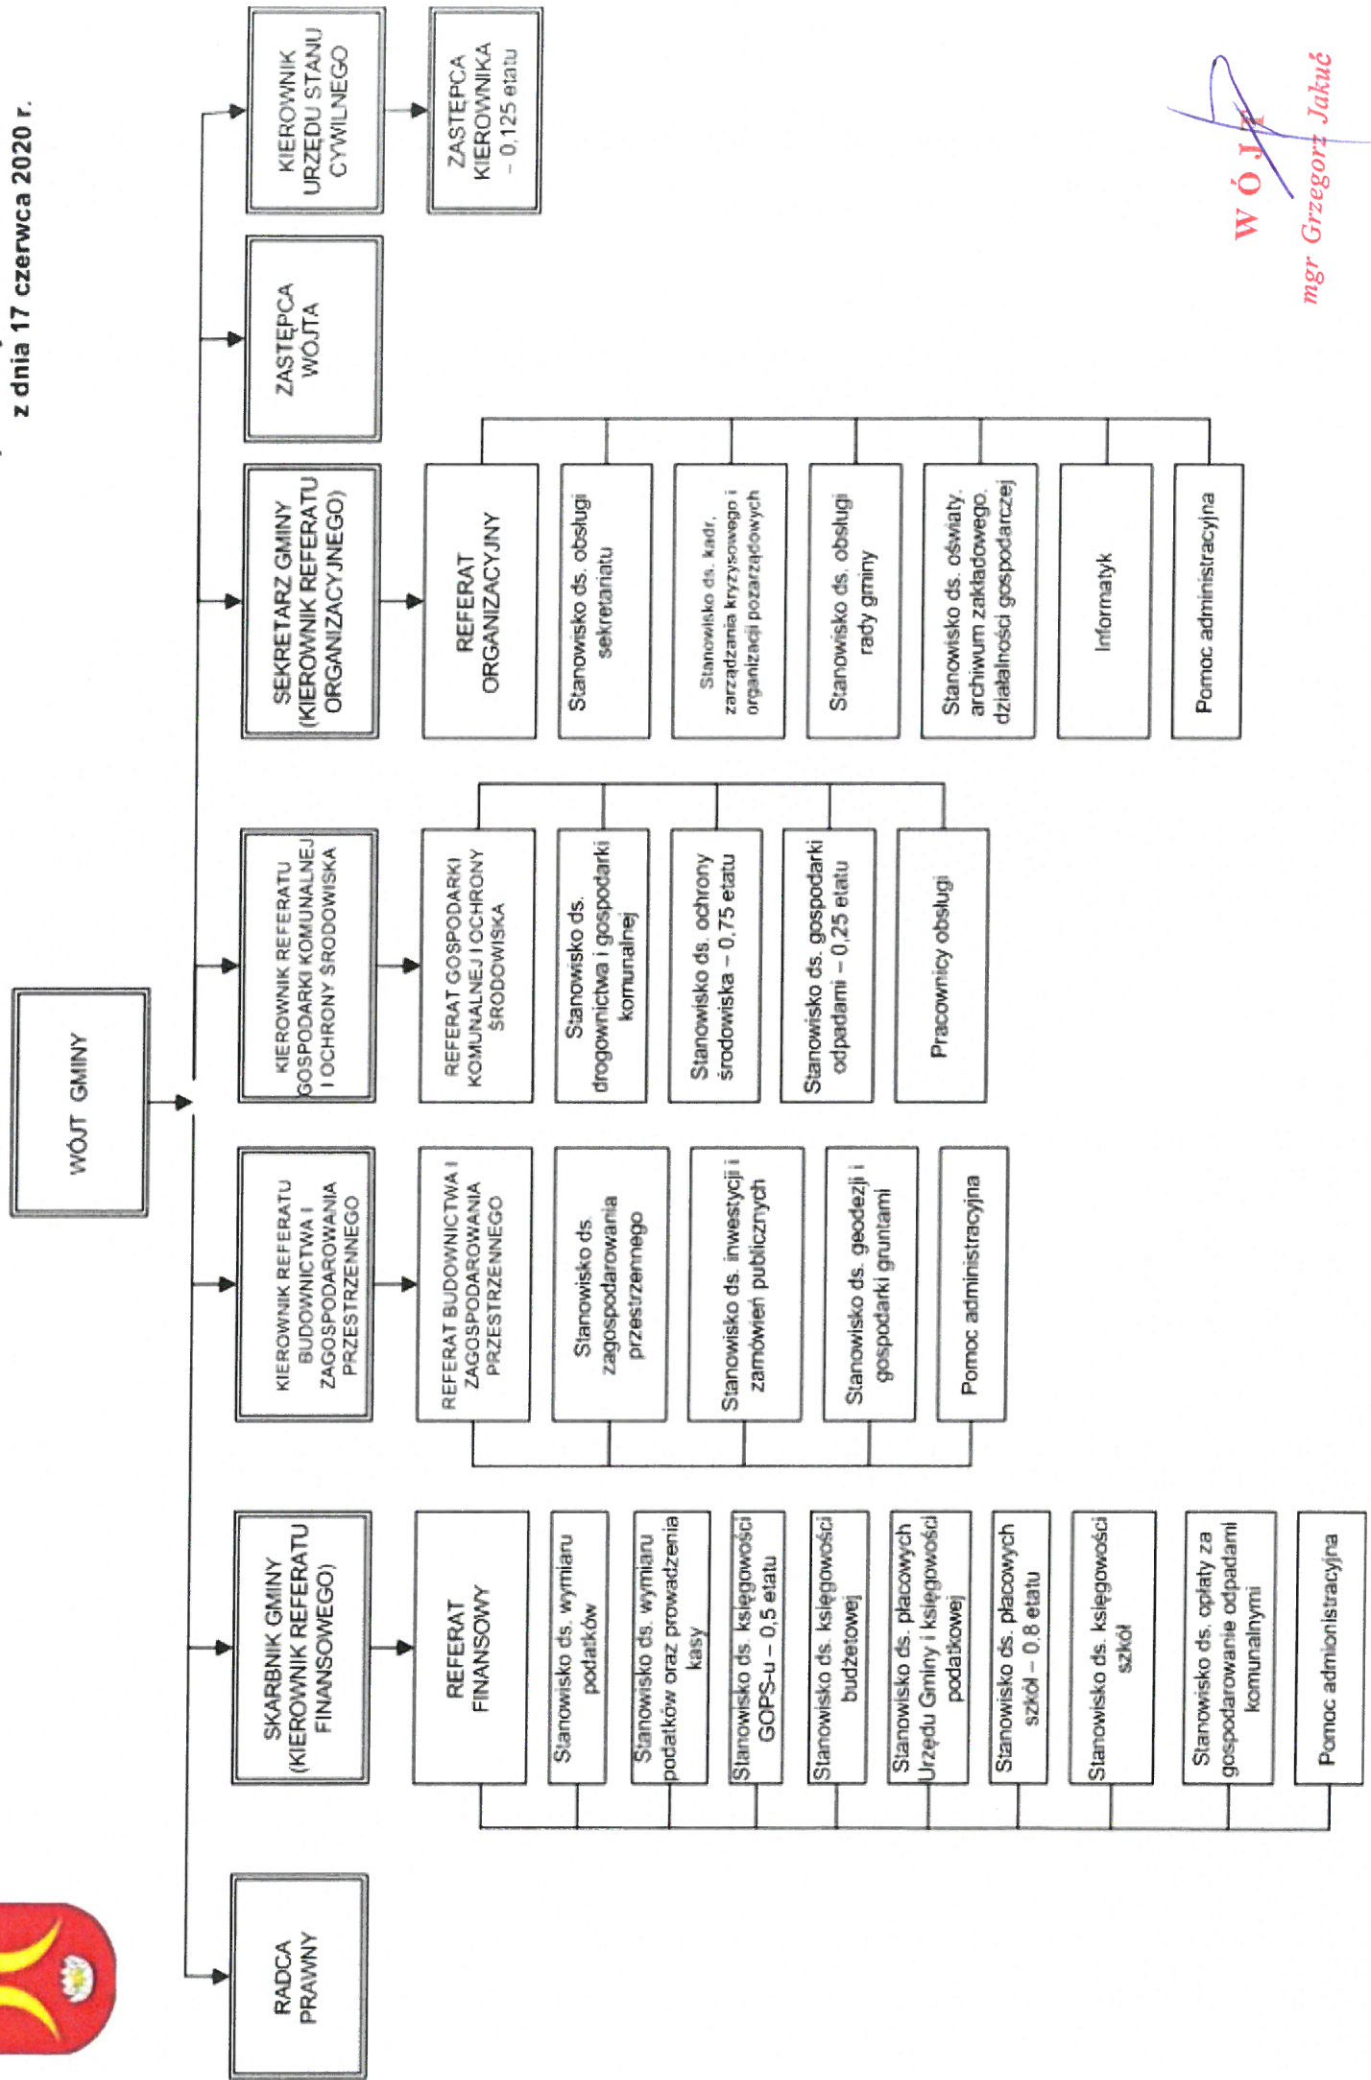 z dnia 17 czerwca 2020 r.
WÓJT GMINY
RADCA
PRAWNY
SKARBNIK GMINY
(KIEROWNIK REFERATU
FINANSOWEGO)
KIEROWNIK REFERATU
BUDOWNICTWA I
ZAGOSPODAROWANIA
PRZESTRZENNEGO
KIEROWNIK REFERATU
GOSPODARKI KOMUNALNEJ
I OCHRONY ŚRODOWISKA
SEKRETARZ GMINY
(KIEROWNIK REFERATU
ORGANIZACYJNEGO)
ZASTĘPCA
WÓJTA
KIEROWNIK
URZĘDU STANU
CYWILNEGO
REFERAT
FINANSOWY
Stanowisko ds. wymiaru
podatków
Stanowisko ds. wymiaru
podatków oraz prowadzenia
kasy
Stanowisko ds. księgowości
GOPS-u – 0,5 etatu
Stanowisko ds. księgowości
budżetowej
Stanowisko ds. płacowych
Urzędu Gminy i księgowości
podatkowej
Stanowisko ds. płacowych
szkół – 0,8 etatu
Stanowisko ds. księgowości
szkół
Stanowisko ds. opłaty za
gospodarowanie odpadami
komunalnymi
Pomoc admionistracyjna
REFERAT BUDOWNICTWA I
ZAGOSPODAROWANIA
PRZESTRZENNEGO
Stanowisko ds.
zagospodarowania
przestrzennego
Stanowisko ds. inwestycji i
zamówień publicznych
Stanowisko ds. geodezji i
gospodarki gruntami
Pomoc administracyjna
REFERAT GOSPODARKI
KOMUNALNEJ I OCHRONY
ŚRODOWISKA
Stanowisko ds.
drogownictwa i gospodarki
komunalnej
Stanowisko ds. ochrony
środowiska – 0,75 etatu
Stanowisko ds. gospodarki
odpadami – 0,25 etatu
Pracownicy obsługi
REFERAT
ORGANIZACYJNY
Stanowisko ds. obsługi
sekretariatu
Stanowisko ds. kadr,
zarządzania kryzysowego i
organizacji pozarządowych
Stanowisko ds. obsługi
rady gminy
Stanowisko ds. oświaty,
archiwum zakładowego,
działalności gospodarczej
Informatyk
Pomoc administracyjna
ZASTĘPCA
KIEROWNIKA
– 0,125 etatu
WÓJT
mgr Grzegorz Jakuć